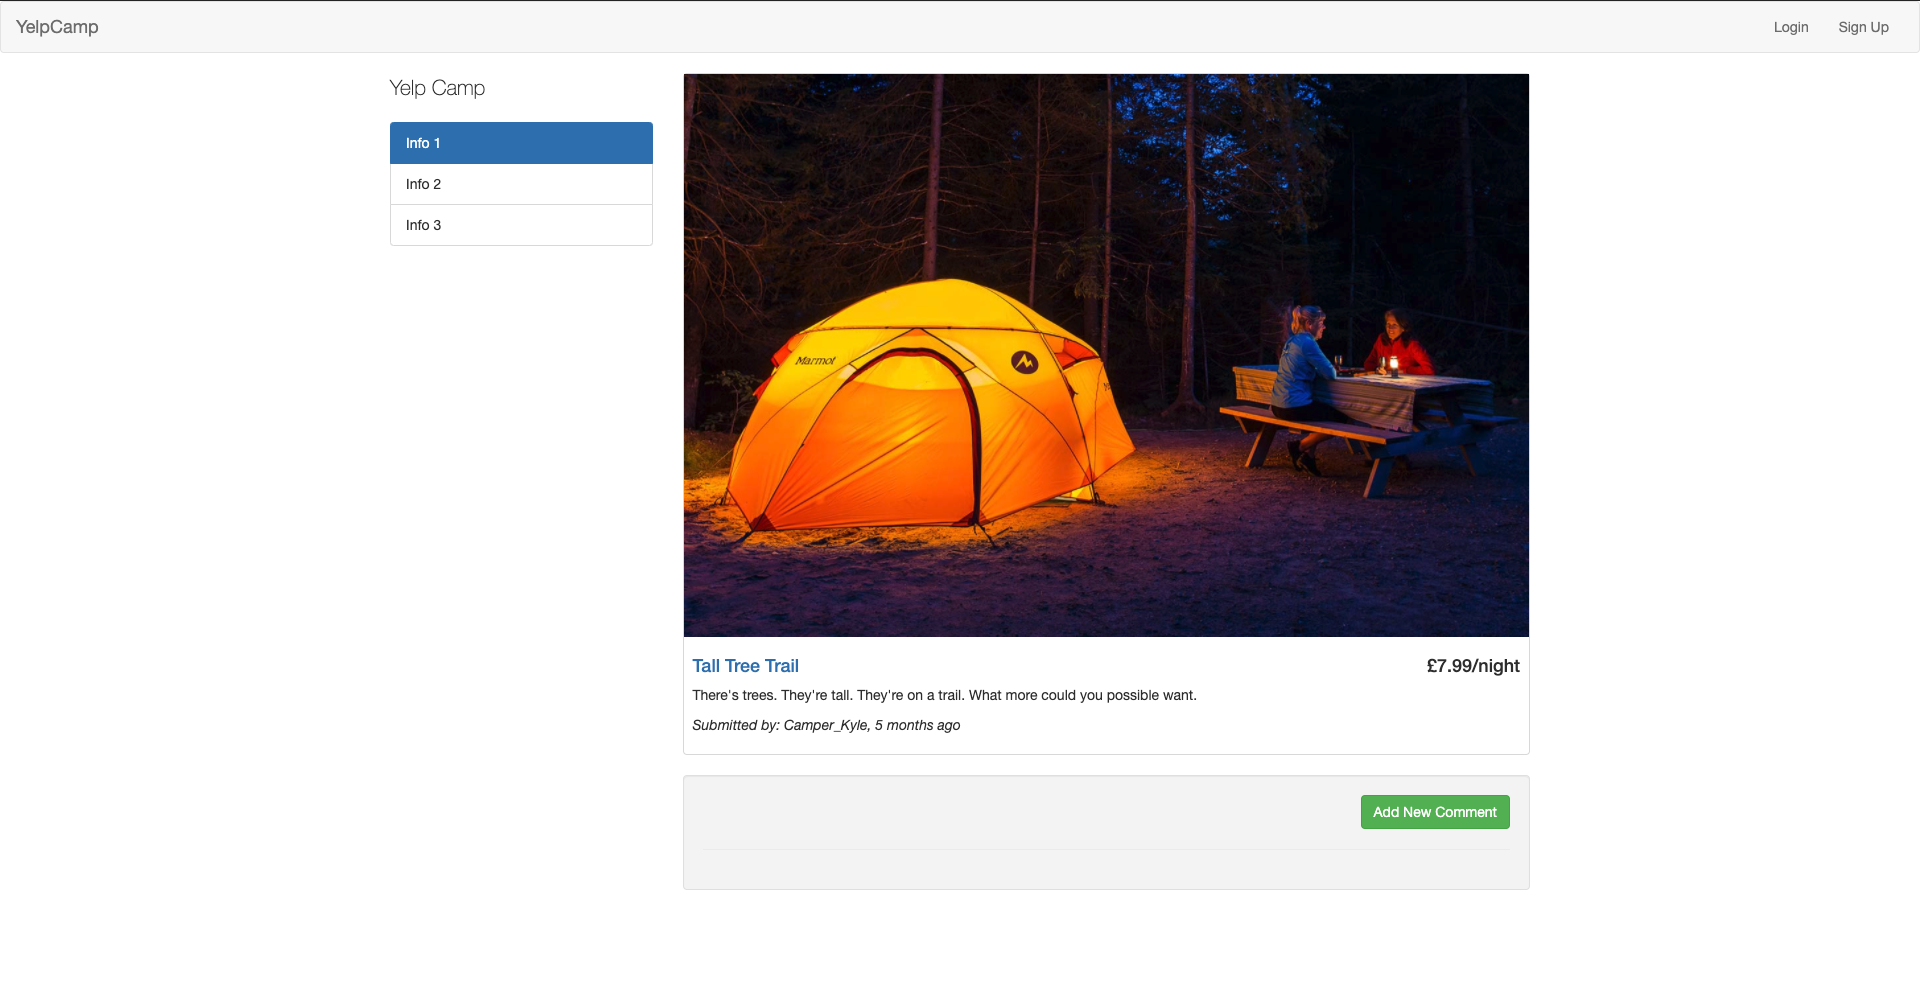 YelpCamp
Login
Sign Up
Yelp Camp
Info 1
Info 2
Info 3
Marmot
Tall Tree Trail
£7.99/night
There's trees. They're tall. They're on a trail. What more could you possible want.
Submitted by: Camper_Kyle, 5 months ago
Add New Comment